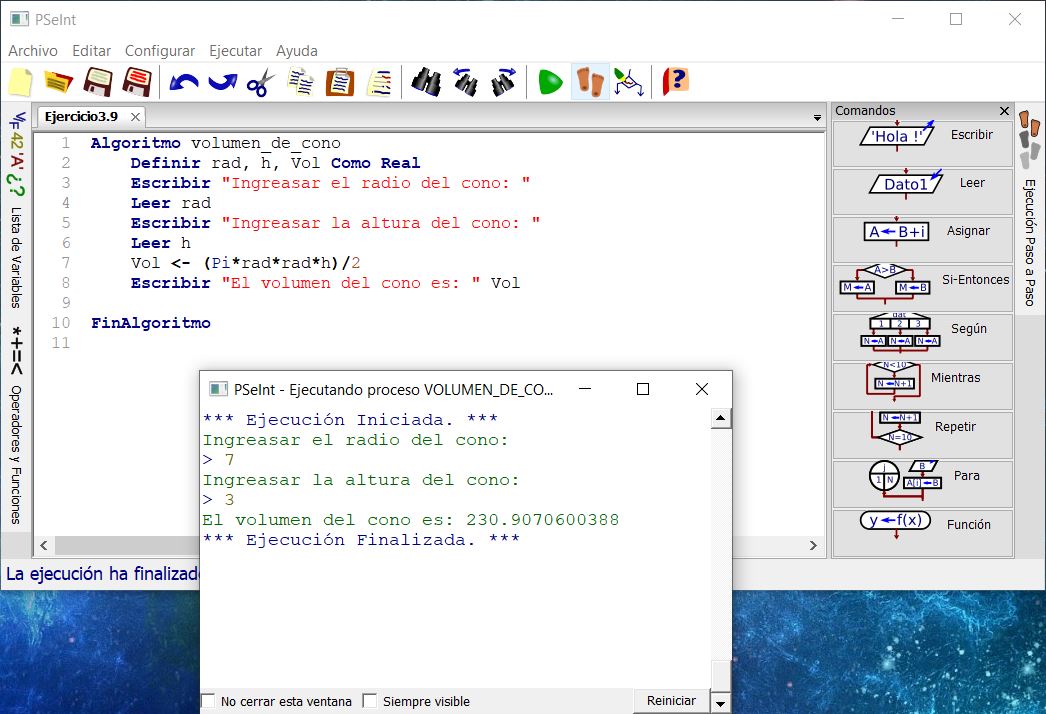 PSeInt
Archivo Editar Configurar Ejecutar Ayuda
Ejercicio3.9
1 Algoritmo volumen_de_cono
2 Definir rad, h, Vol Como Real
3 Escribir "Ingreasar el radio del cono: "
4 Leer rad
5 Escribir "Ingreasar la altura del cono: "
6 Leer h
7 Vol <- (Pi*rad*rad*h)/2
8 Escribir "El volumen del cono es: " Vol
9
10 FinAlgoritmo
11
Lista de Variables
*+=<
Operadores y Funciones
La ejecución ha finalizad
PSeInt - Ejecutando proceso VOLUMEN_DE_CO...
*** Ejecución Iniciada. ***
Ingreasar el radio del cono:
> 7
Ingreasar la altura del cono:
> 3
El volumen del cono es: 230.9070600388
*** Ejecución Finalizada. ***
No cerrar esta ventana
Siempre visible
Reiniciar
Comandos
'Hola !' Escribir
Dato1 Leer
A←B+i Asignar
A>B
M←A M←B Si-Entonces
dat
1 2 3
N←A N←A N←A Según
N<10
N←N+1 Mientras
N←N+1
N=10 Repetir
i B
1 N A[i]←B Para
y←f(x) Función
Ejecución Paso a Paso